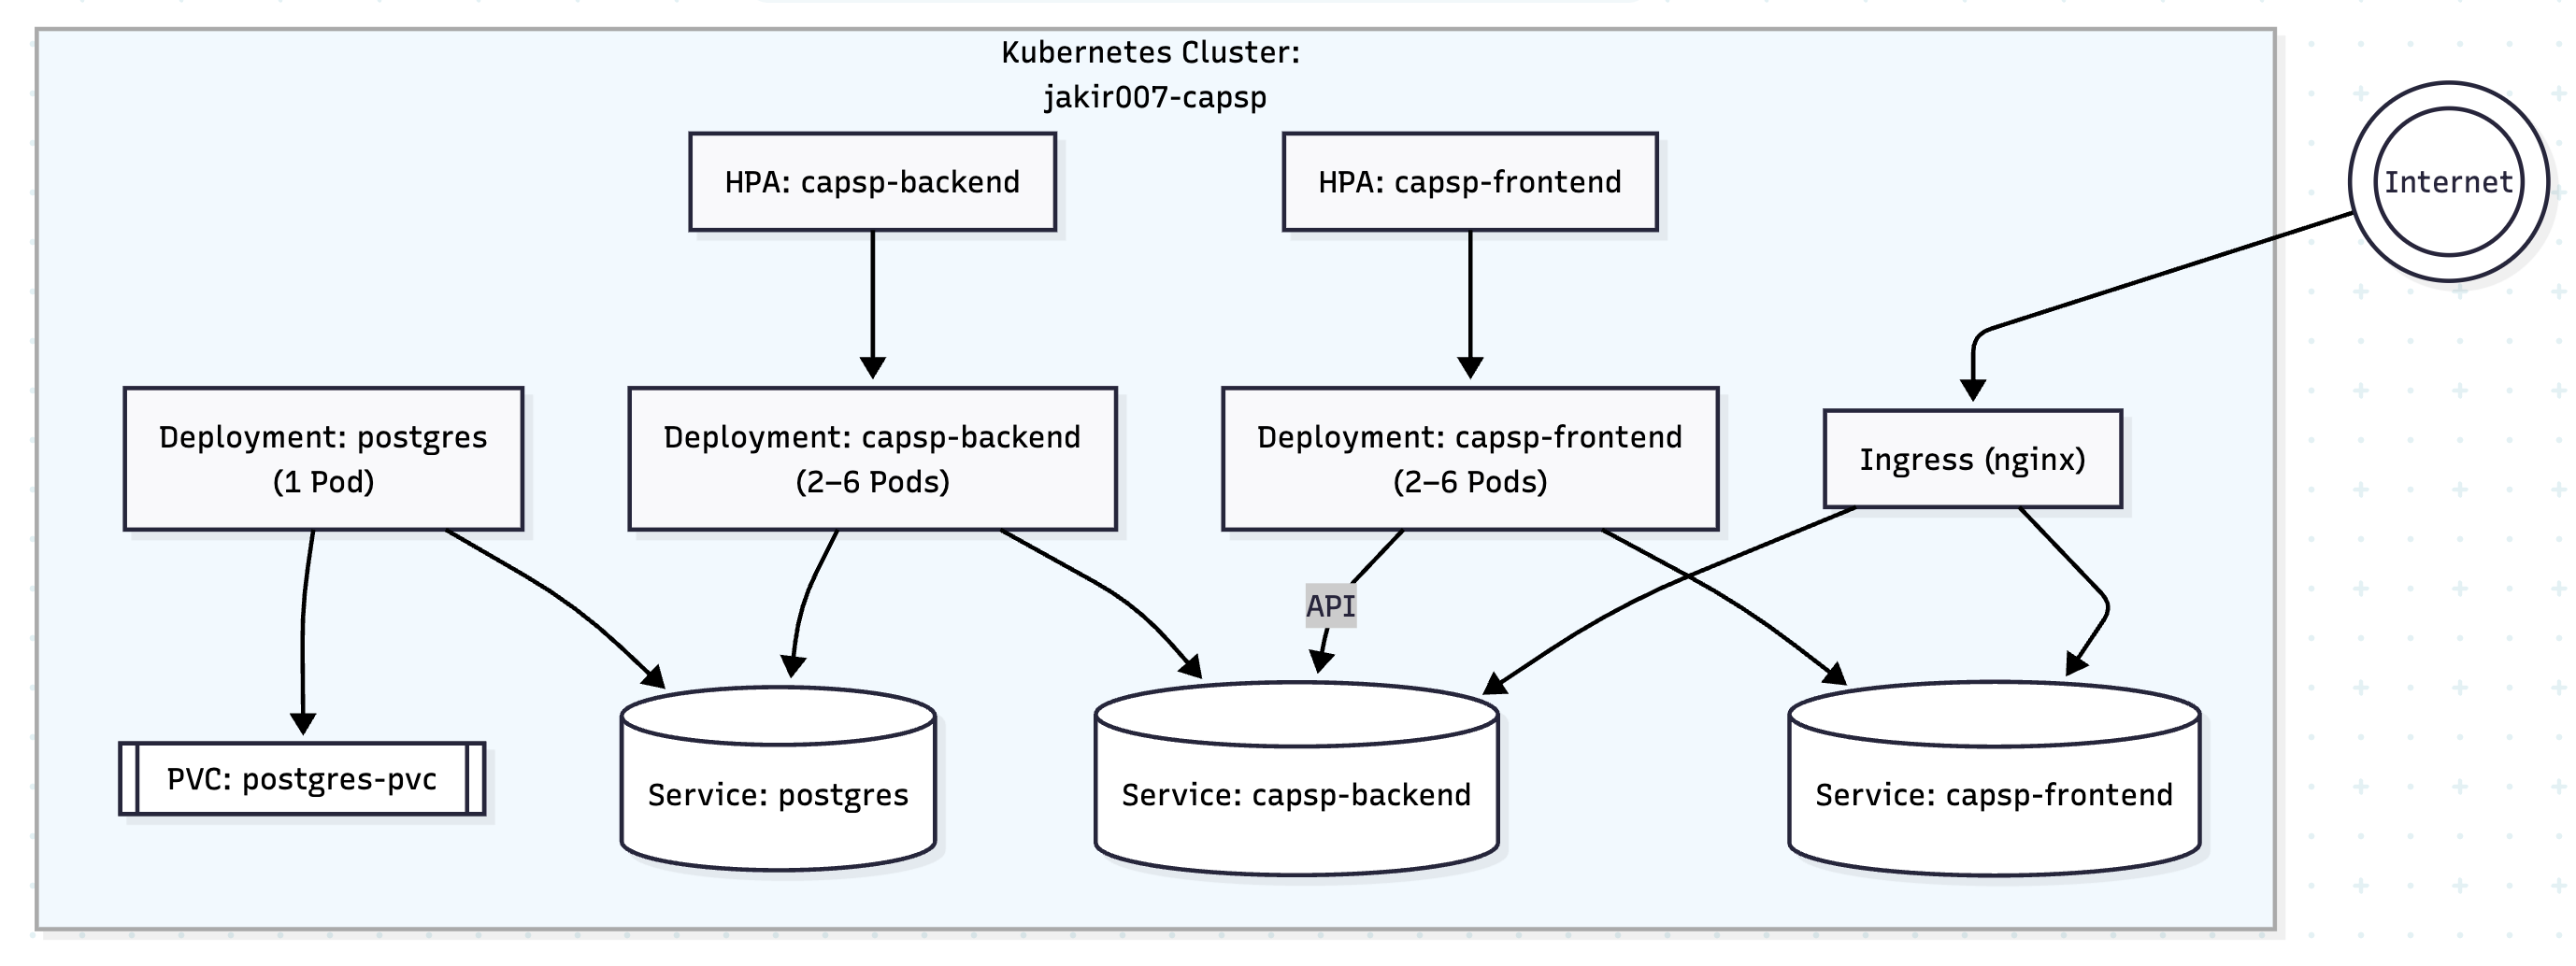 Kubernetes Cluster:
jakir007-capsp
HPA: capsp-backend
HPA: capsp-frontend
Internet
Deployment: postgres
(1 Pod)
Deployment: capsp-backend
(2–6 Pods)
Deployment: capsp-frontend
(2–6 Pods)
Ingress (nginx)
API
PVC: postgres-pvc
Service: postgres
Service: capsp-backend
Service: capsp-frontend